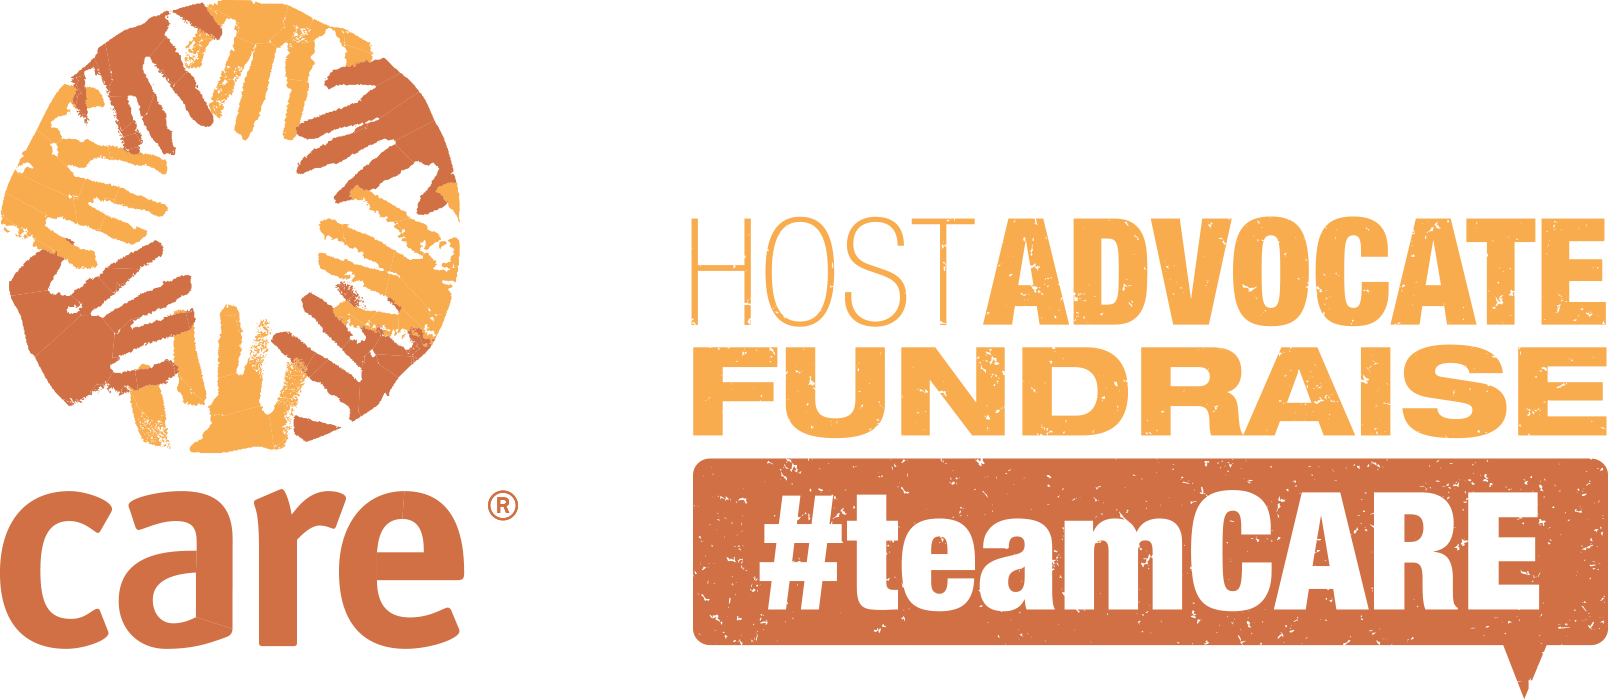 care®
HOST ADVOCATE
FUNDRAISE
#teamCARE